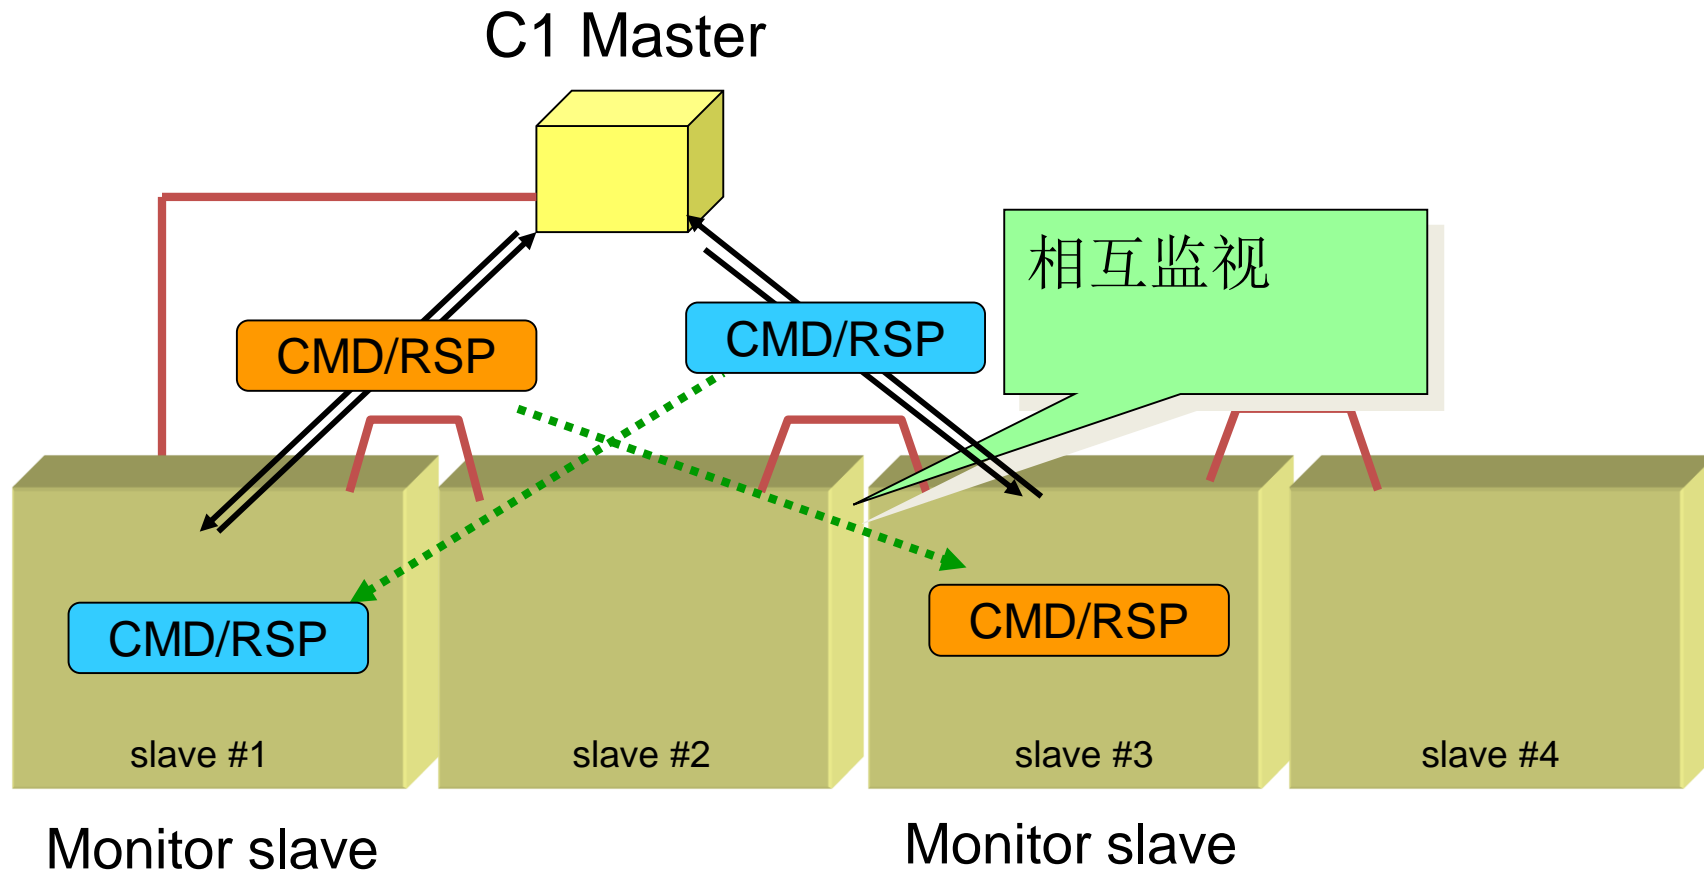 C1 Master
相互监视
CMD/RSP
CMD/RSP
CMD/RSP
CMD/RSP
slave #1
slave #2
slave #3
slave #4
Monitor slave
Monitor slave